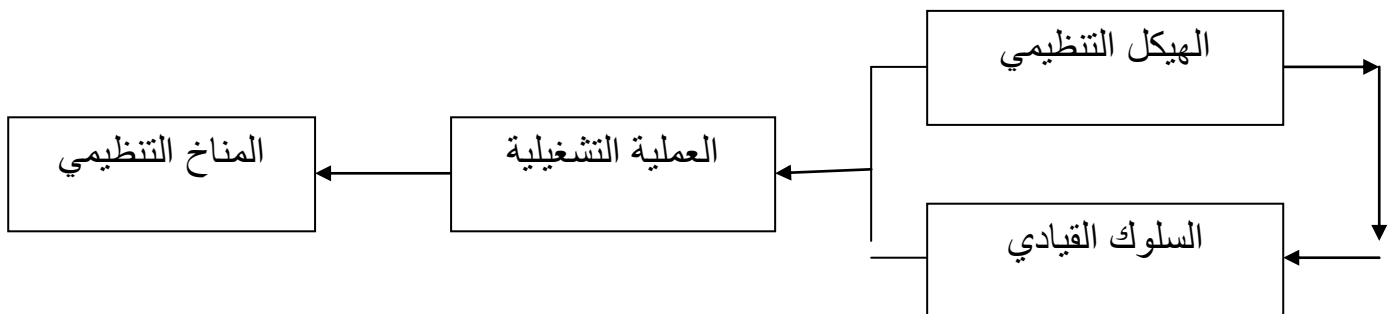 الهيكل التنظيمي
العملية التشغيلية
المناخ التنظيمي
السلوك القيادي